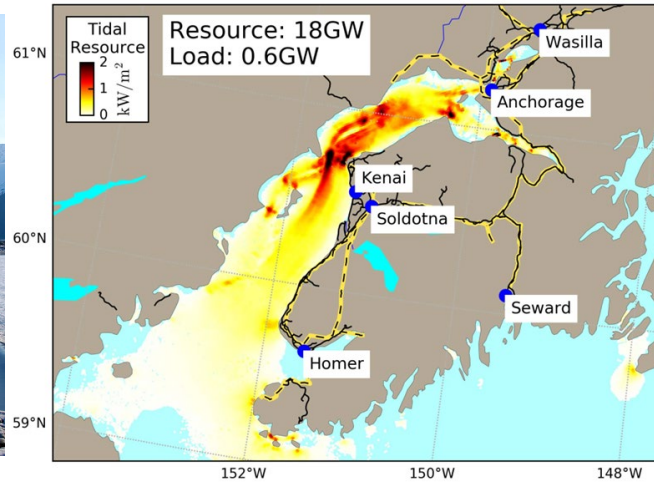 Tidal
Resource
2
1
0
kW/m²
Resource: 18GW
Load: 0.6GW
61°N
60°N
59°N
Wasilla
Anchorage
Kenai
Soldotna
Seward
Homer
152°W
150°W
148°W